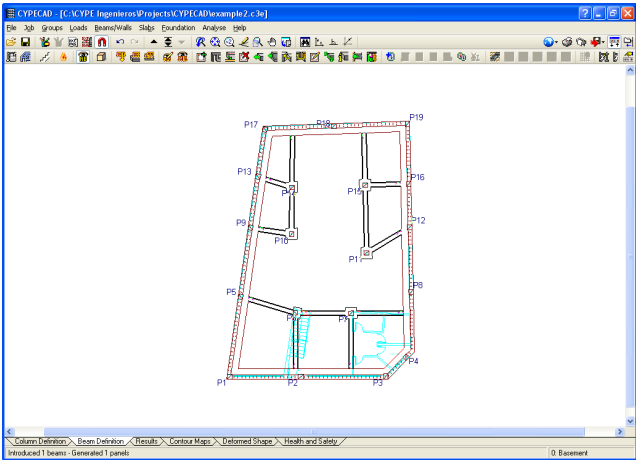 CYPECAD - [C:\CYPE Ingenieros\Projects\CYPECAD\example2.c3e]
File Job Groups Loads Beams/Walls Slabs Foundation Analyse Help
P17
P18
P19
P13
P15
P16
P9
P10
P12
P5
P8
P4
P1
P2
P3
Column Definition Beam Definition Results Contour Maps Deformed Shape Health and Safety
Introduced 1 beams - Generated 1 panels
0: Basement